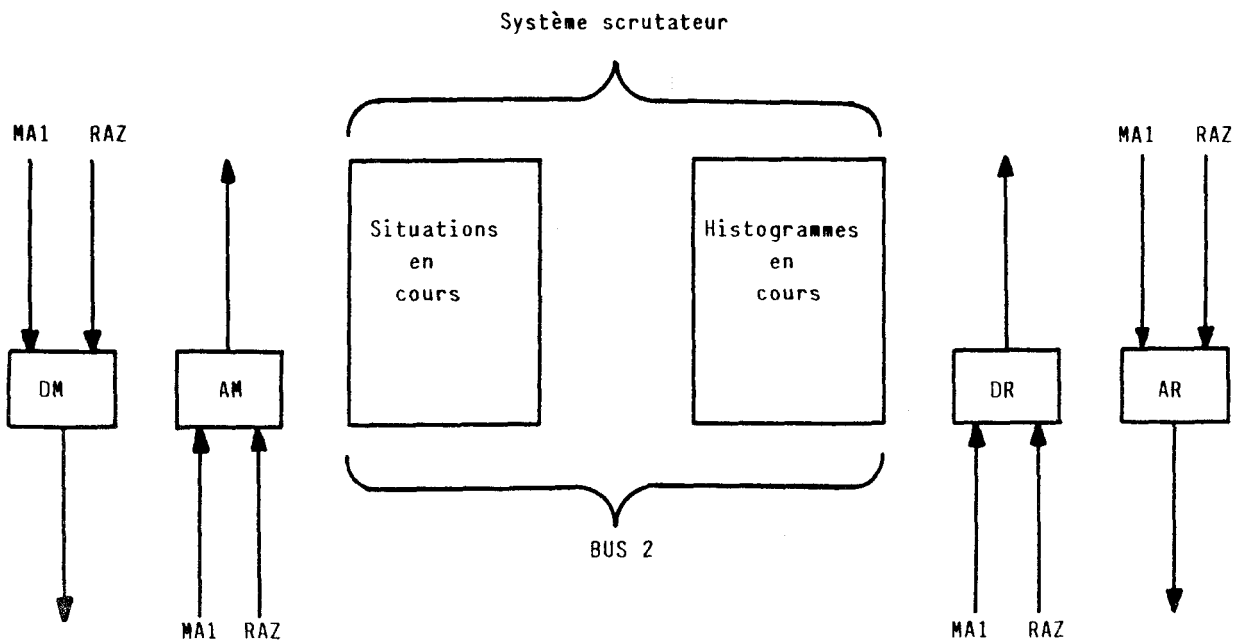 Système scrutateur
MA1 RAZ
MA1 RAZ
Situations
en
cours
Histogrammes
en
cours
DM
AM
DR
AR
BUS 2
MA1 RAZ
MA1 RAZ